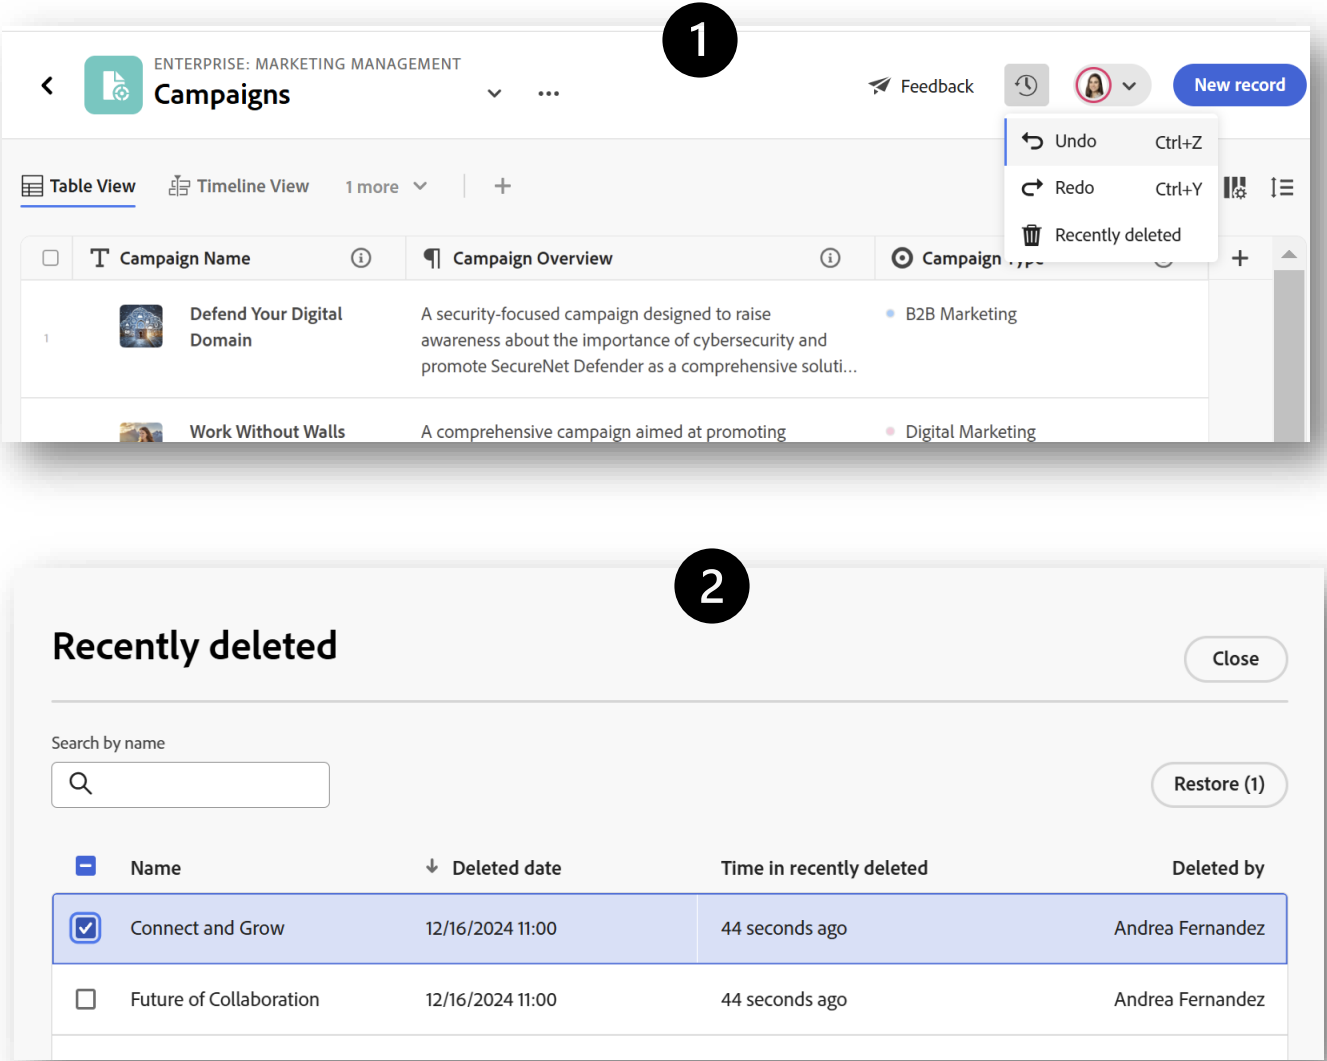 1
ENTERPRISE: MARKETING MANAGEMENT
Campaigns
Feedback
New record
Undo Ctrl+Z
Redo Ctrl+Y
Recently deleted
Table View
Timeline View
1 more
Campaign Name
Campaign Overview
Campaign Type
1
Defend Your Digital
Domain
A security-focused campaign designed to raise
awareness about the importance of cybersecurity and
promote SecureNet Defender as a comprehensive soluti…
B2B Marketing
Work Without Walls
A comprehensive campaign aimed at promoting
Digital Marketing
2
Recently deleted
Close
Search by name
Restore (1)
Name
Deleted date
Time in recently deleted
Deleted by
Connect and Grow
12/16/2024 11:00
44 seconds ago
Andrea Fernandez
Future of Collaboration
12/16/2024 11:00
44 seconds ago
Andrea Fernandez